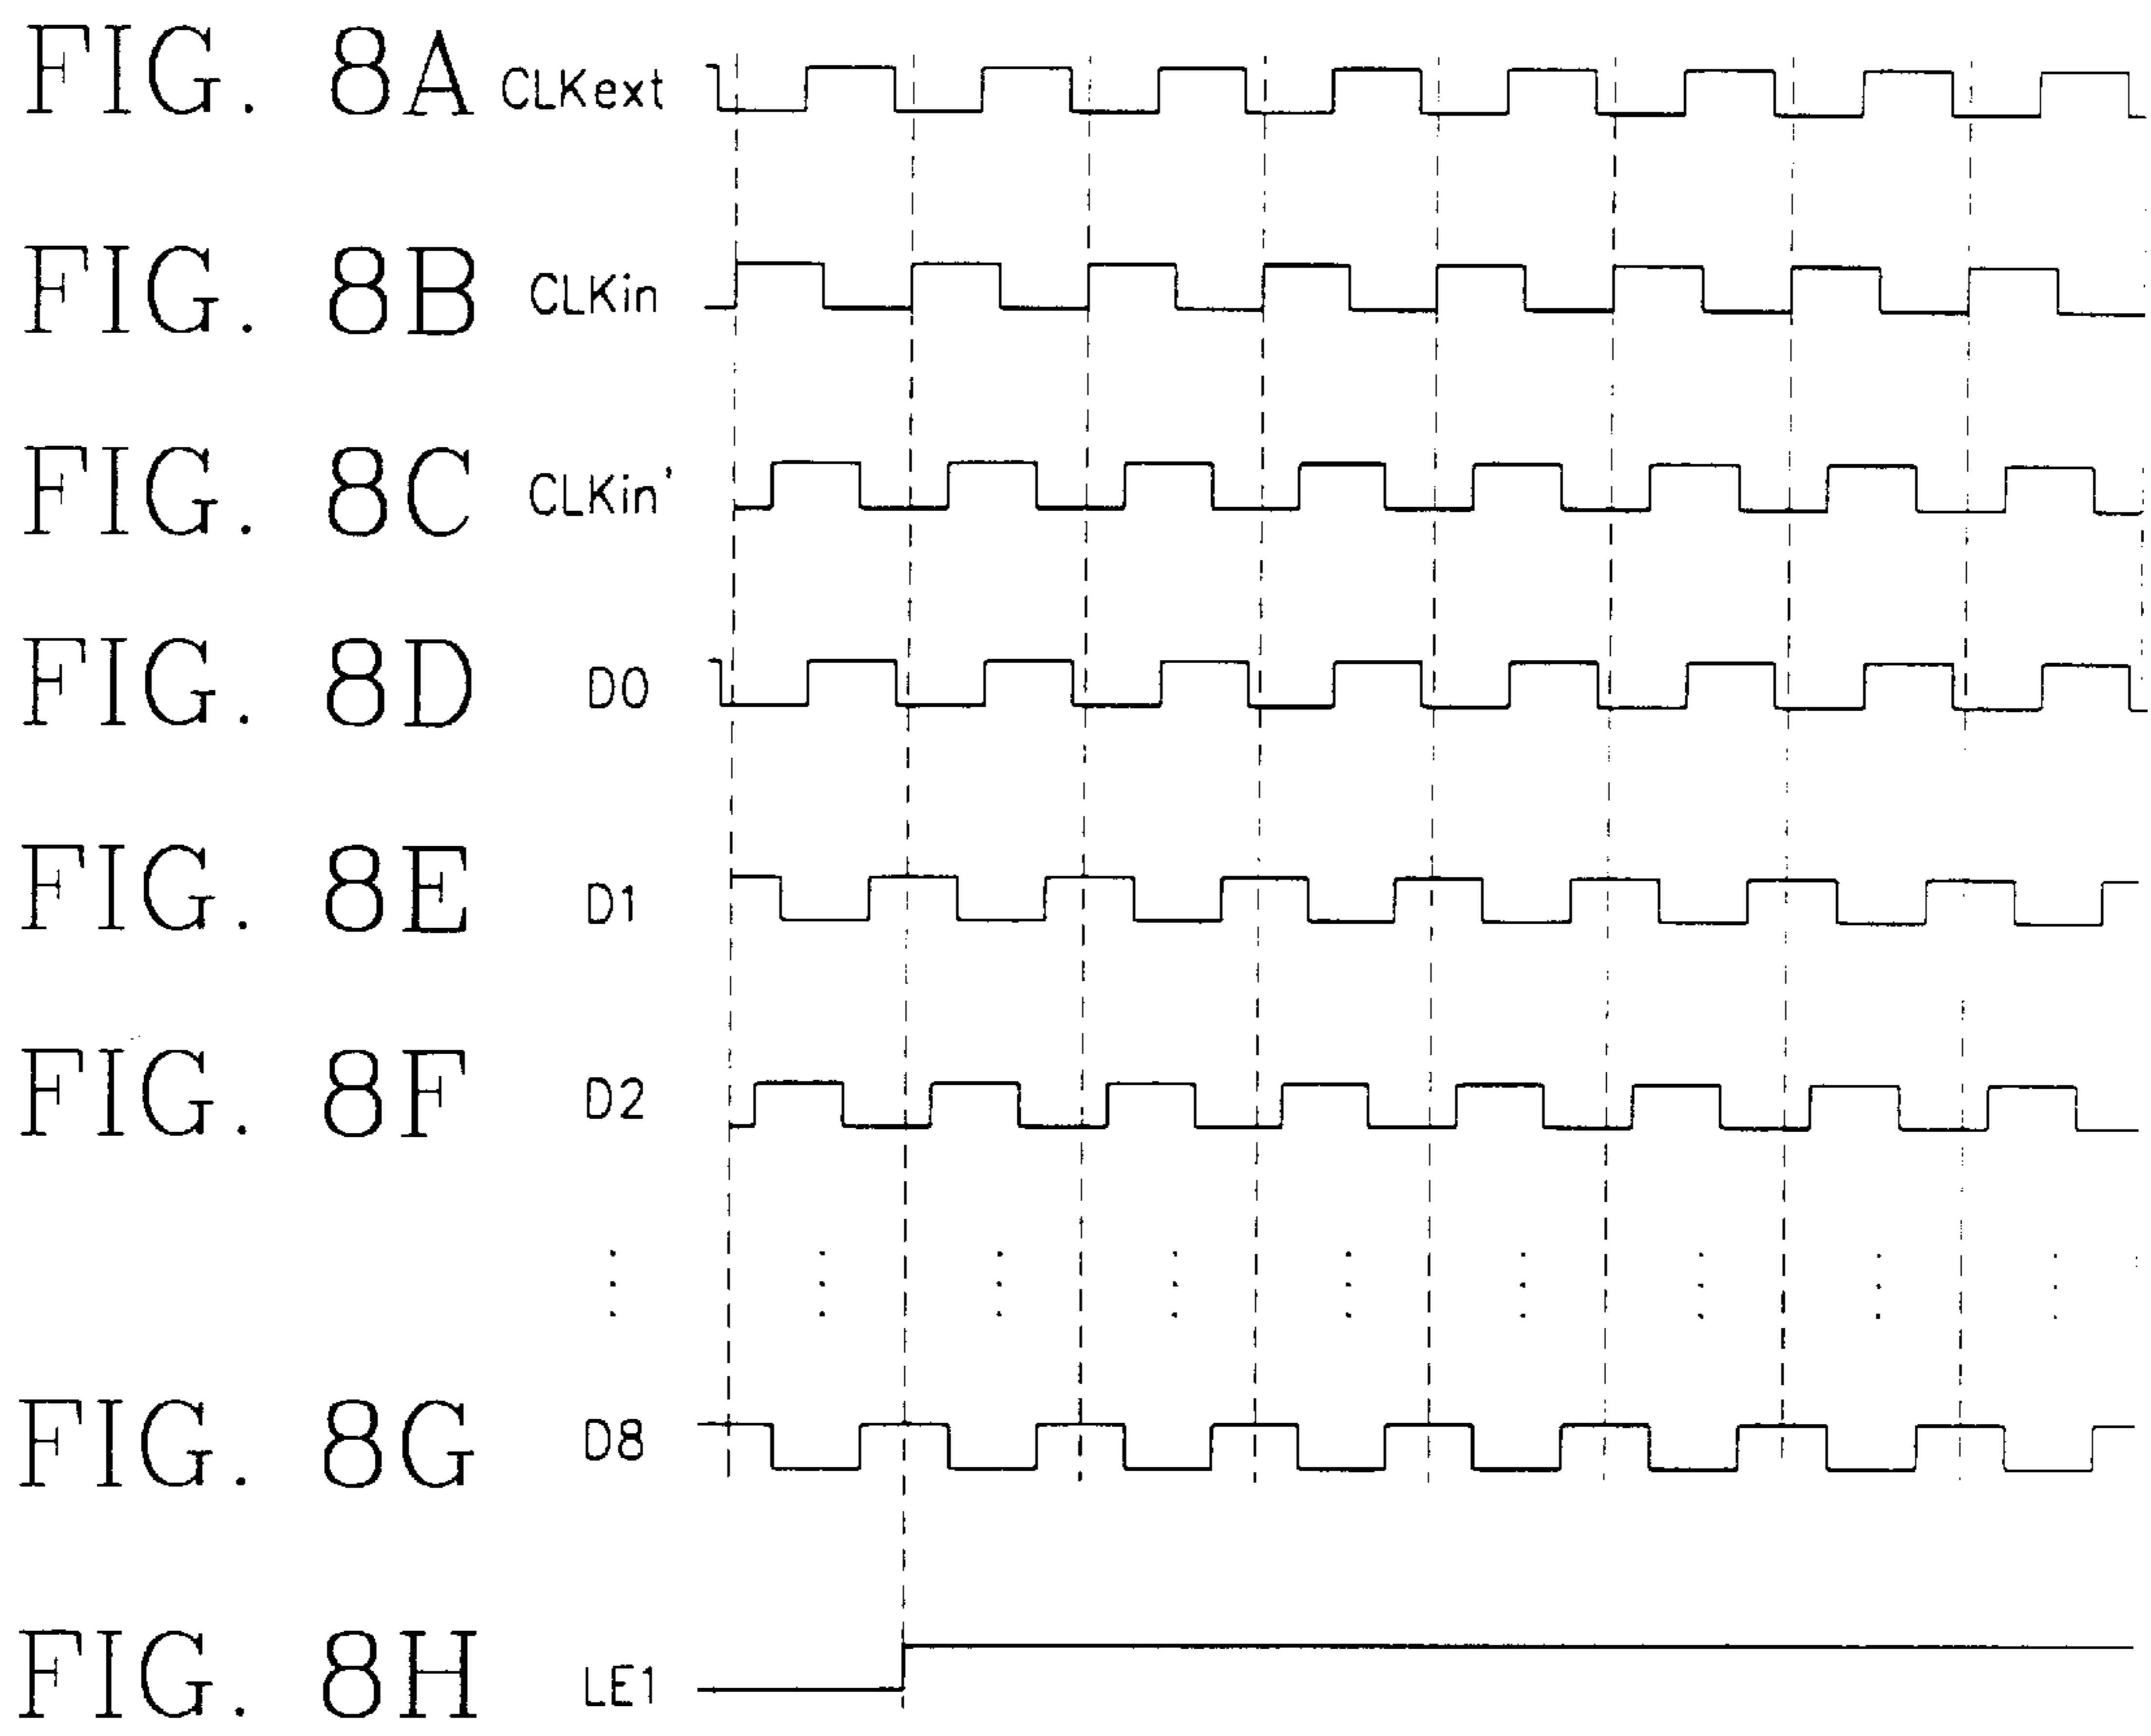 FIG. 8A CLKext
FIG. 8B CLKin
FIG. 8C CLKin'
FIG. 8D D0
FIG. 8E D1
FIG. 8F D2
FIG. 8G D8
FIG. 8H LE1